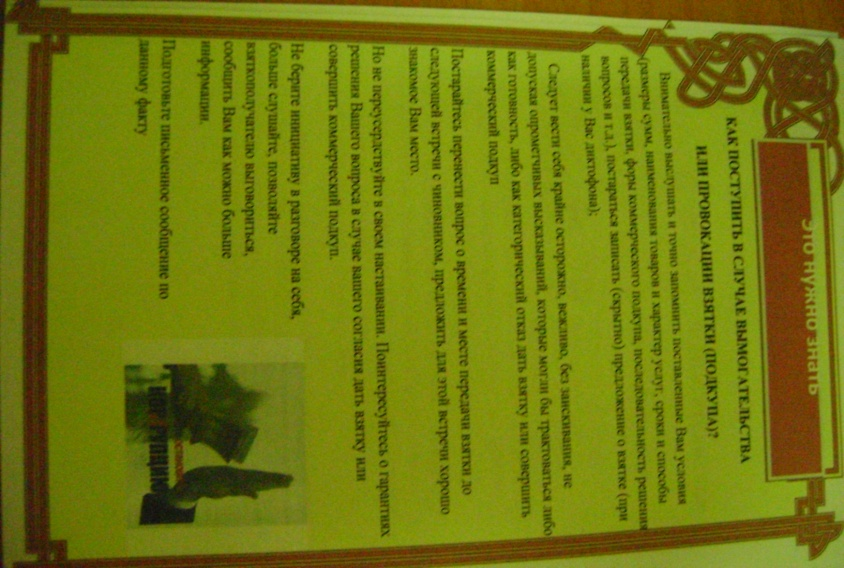 ЭТО НУЖНО ЗНАТЬ
КАК ПОСТУПИТЬ В СЛУЧАЕ ВЫМОГАТЕЛЬСТВА
ИЛИ ПРОВОКАЦИИ ВЗЯТКИ (ПОДКУПА)?
Внимательно выслушать и точно запомнить поставленные Вам условия
(размеры сумм, наименования товаров и характер услуг, сроки и способы
передачи взятки, форы коммерческого подкупа, последовательность решения
вопросов и т.д.), постараться записать (скрытно) предложение о взятке (при
наличии у Вас диктофона);
Следует вести себя крайне осторожно, вежливо, без заискивания, не
допуская опрометчивых высказываний, которые могли бы трактоваться либо
как готовность, либо как категорический отказ дать взятку или совершить
коммерческий подкуп
Постарайтесь перенести вопрос о времени и месте передачи взятки до
следующей встречи с чиновником, предложить для этой встречи хорошо
знакомое Вам место.
Но не переусердствуйте в своем настаивании. Поинтересуйтесь о гарантиях
решения Вашего вопроса в случае вашего согласия дать взятку или
совершить коммерческий подкуп.
Не берите инициативу в разговоре на себя,
больше слушайте, позволяйте
взяткополучателю выговориться,
сообщить Вам как можно больше
информации.
Подготовьте письменное сообщение по
данному факту